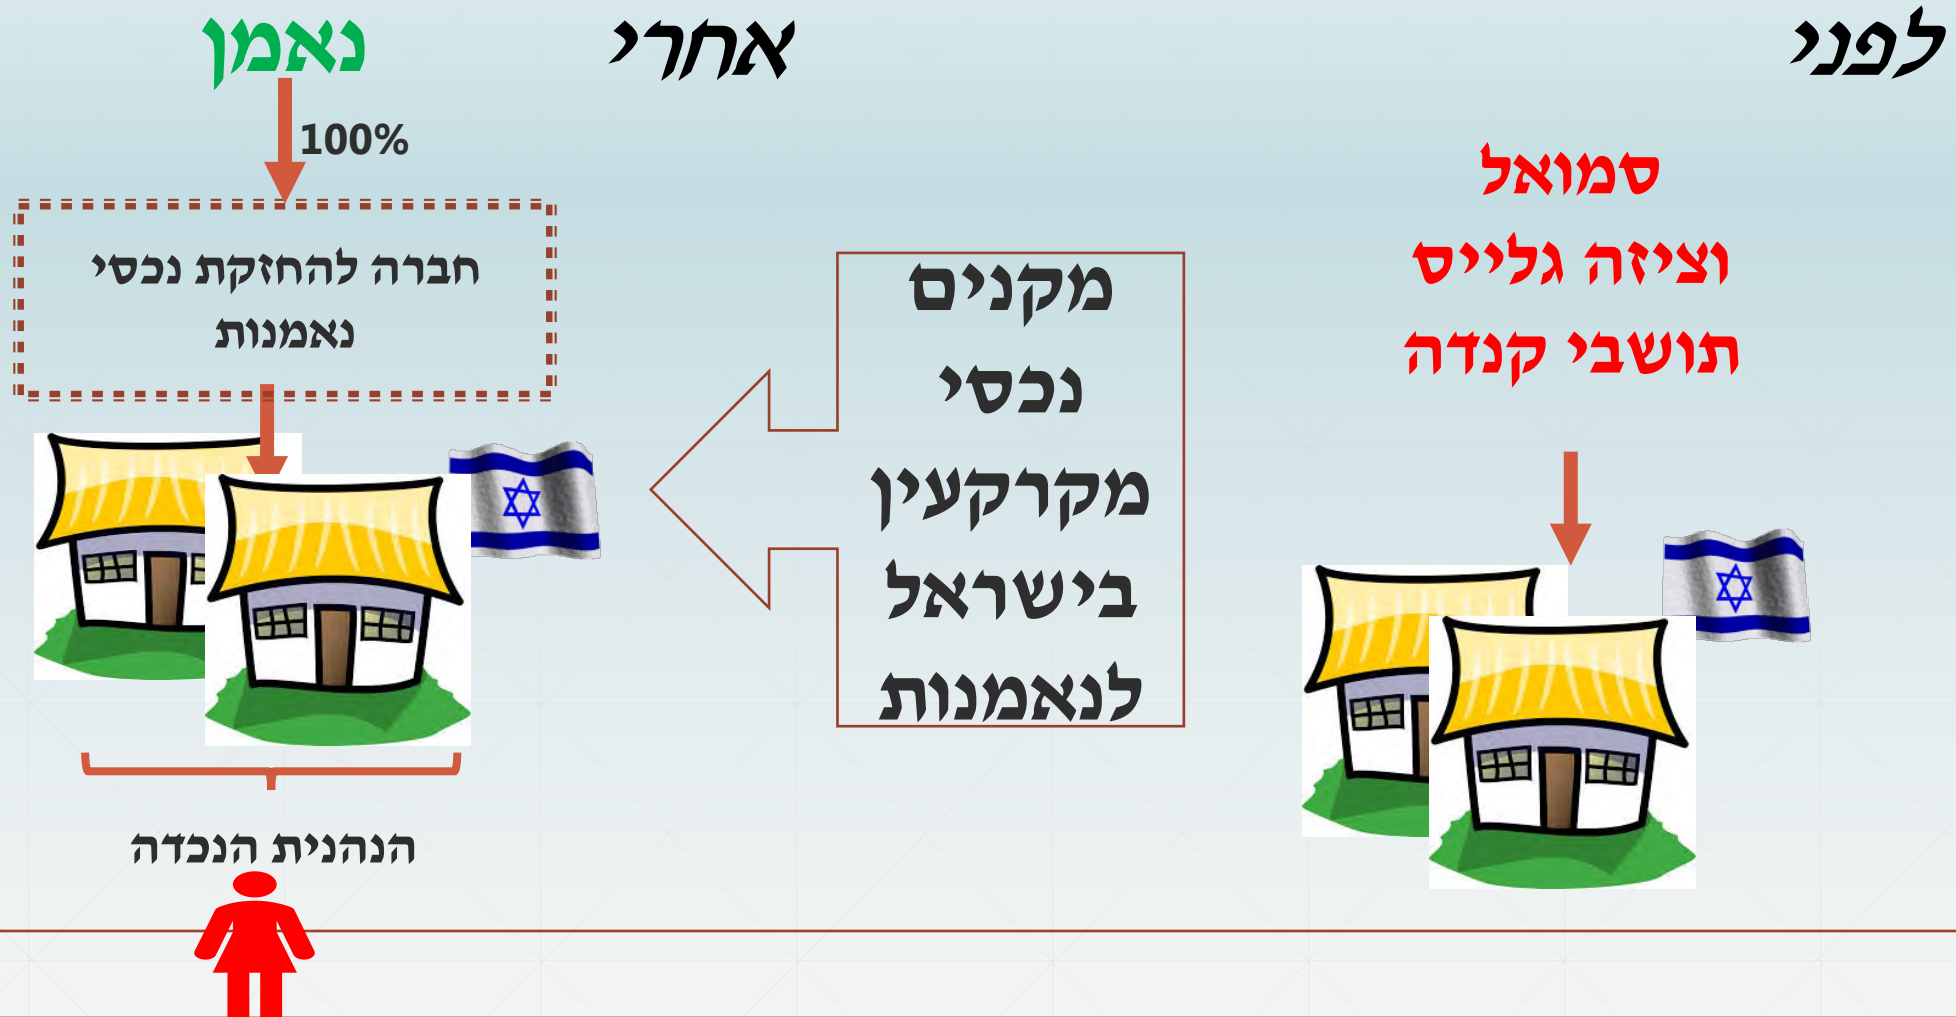 לפני
סמואל
וציזה גלייס
תושבי קנדה
מקנים
נכסי
מקרקעין
בישראל
לנאמנות
אחרי
נאמן
100%
חברה להחזקת נכסי
נאמנות
הנהנית הנכדה